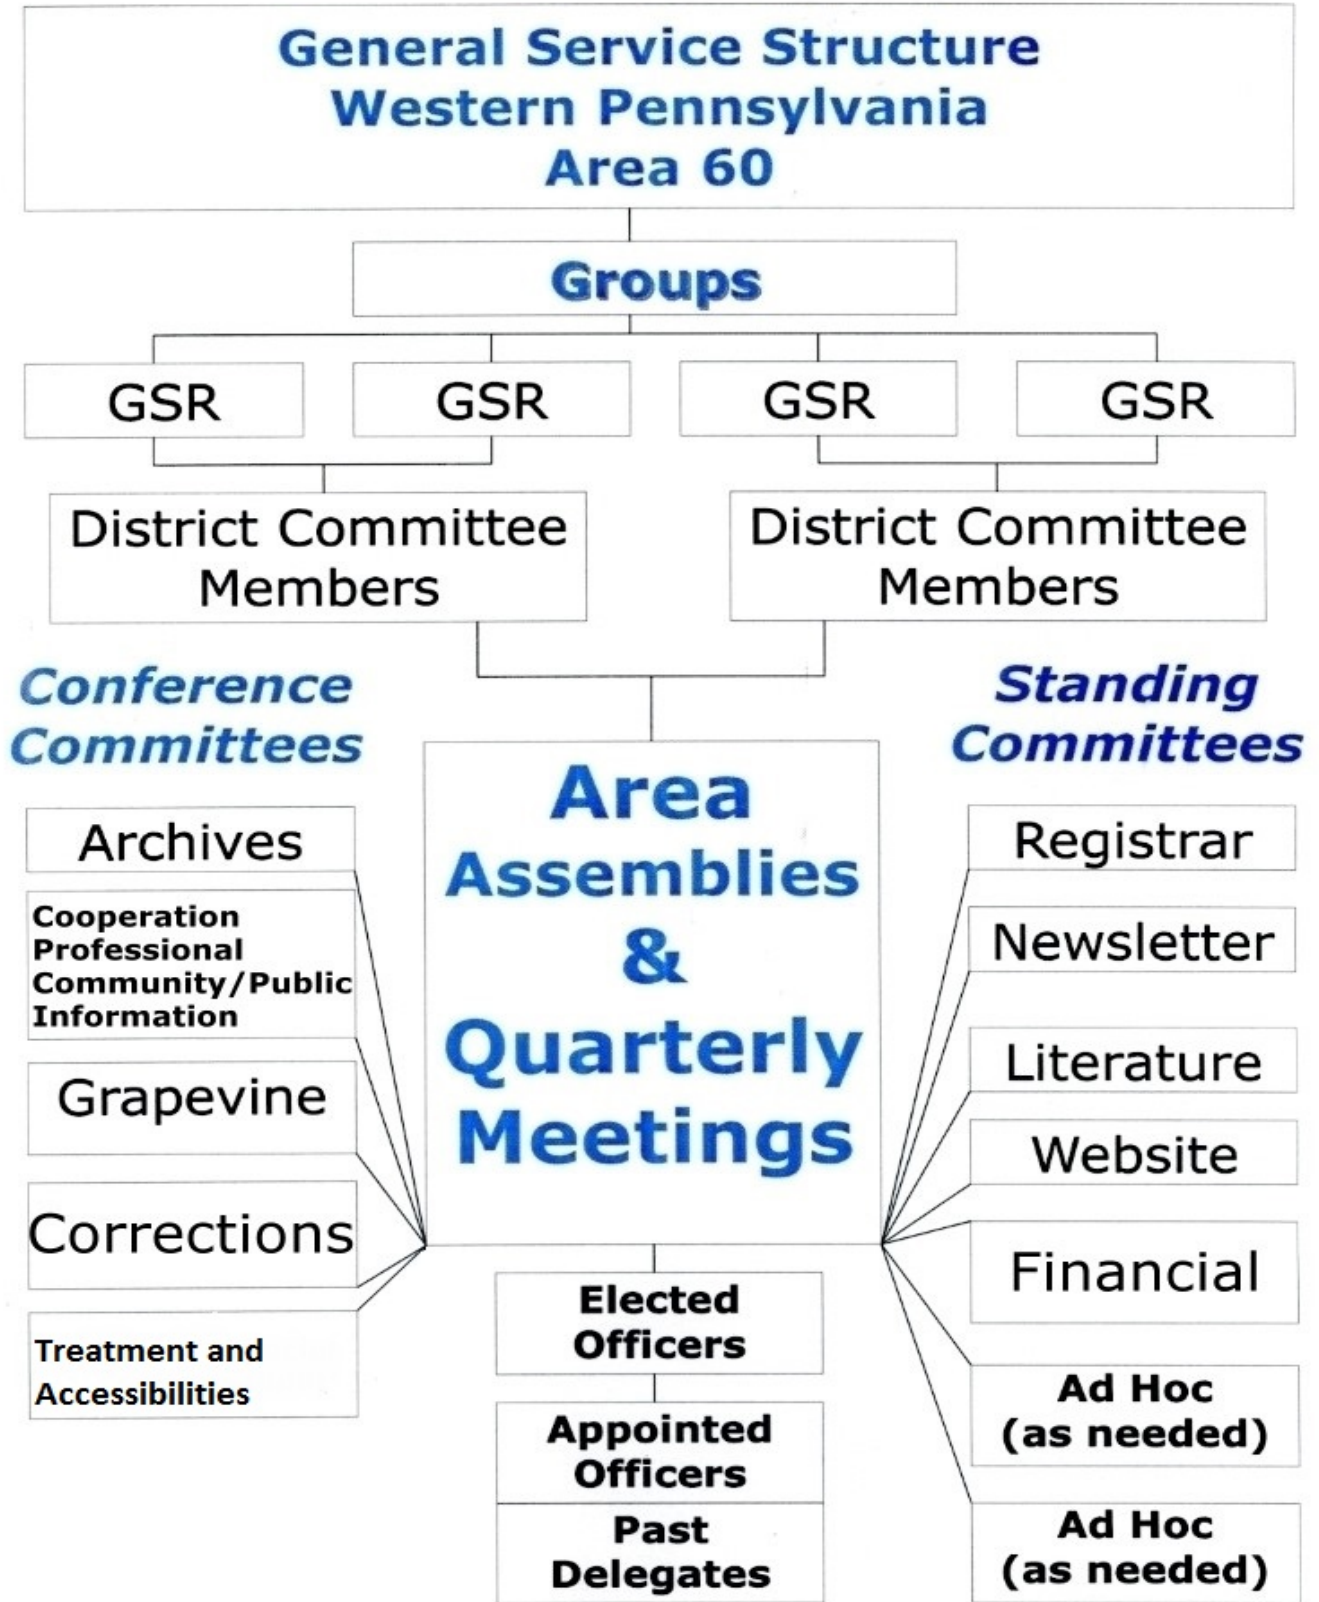 General Service Structure
Western Pennsylvania
Area 60
Groups
GSR
GSR
GSR
GSR
District Committee
Members
District Committee
Members
Conference
Committees
Archives
Cooperation
Professional
Community/Public
Information
Grapevine
Corrections
Treatment and
Accessibilities
Area
Assemblies
&
Quarterly
Meetings
Elected
Officers
Appointed
Officers
Past
Delegates
Standing
Committees
Registrar
Newsletter
Literature
Website
Financial
Ad Hoc
(as needed)
Ad Hoc
(as needed)